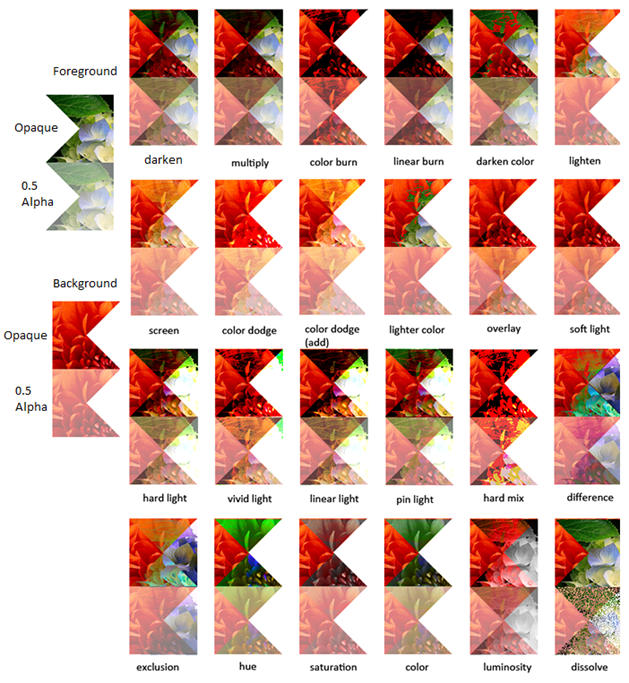 Foreground
Opaque
0.5
Alpha
darken
multiply
color burn
linear burn
darken color
lighten
Background
Opaque
0.5
Alpha
screen
color dodge
color dodge
(add)
lighter color
overlay
soft light
hard light
vivid light
linear light
pin light
hard mix
difference
exclusion
hue
saturation
color
luminosity
dissolve